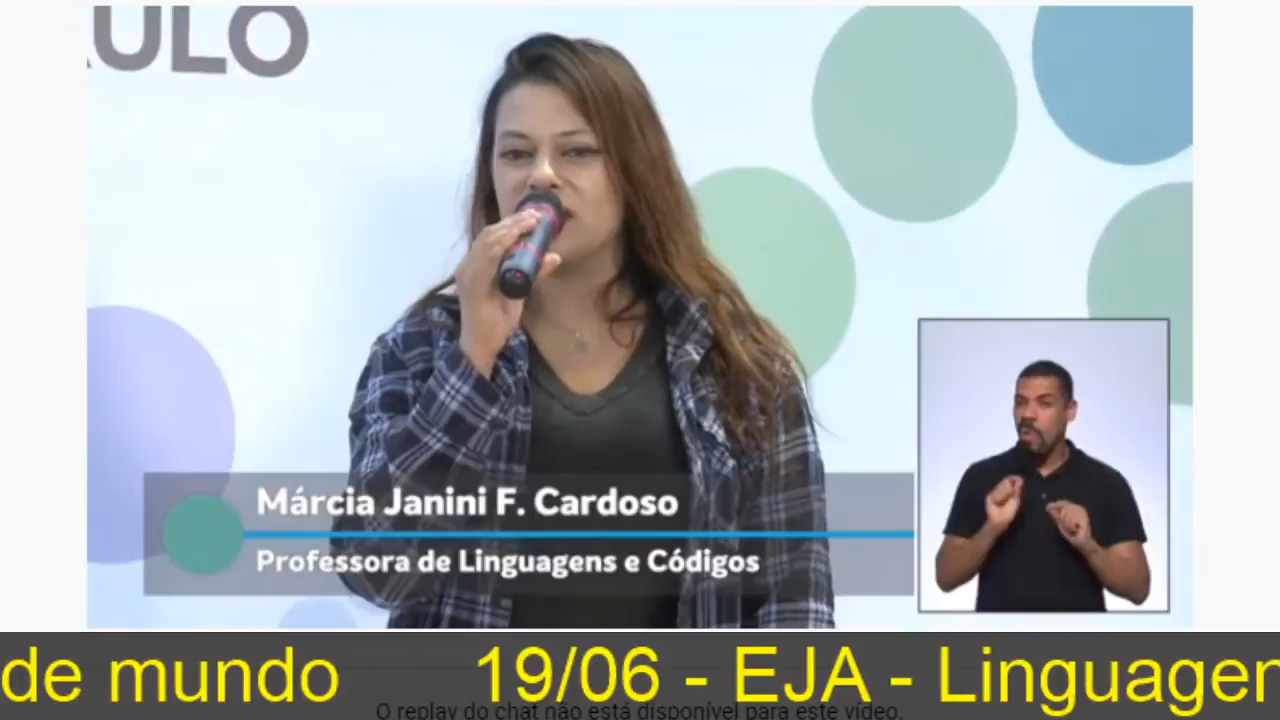 AULO
Márcia Janini F. Cardoso
Professora de Linguagens e Códigos
de mundo 19/06 - EJA - Linguagen
O replay do chat não está disponível para este vídeo.